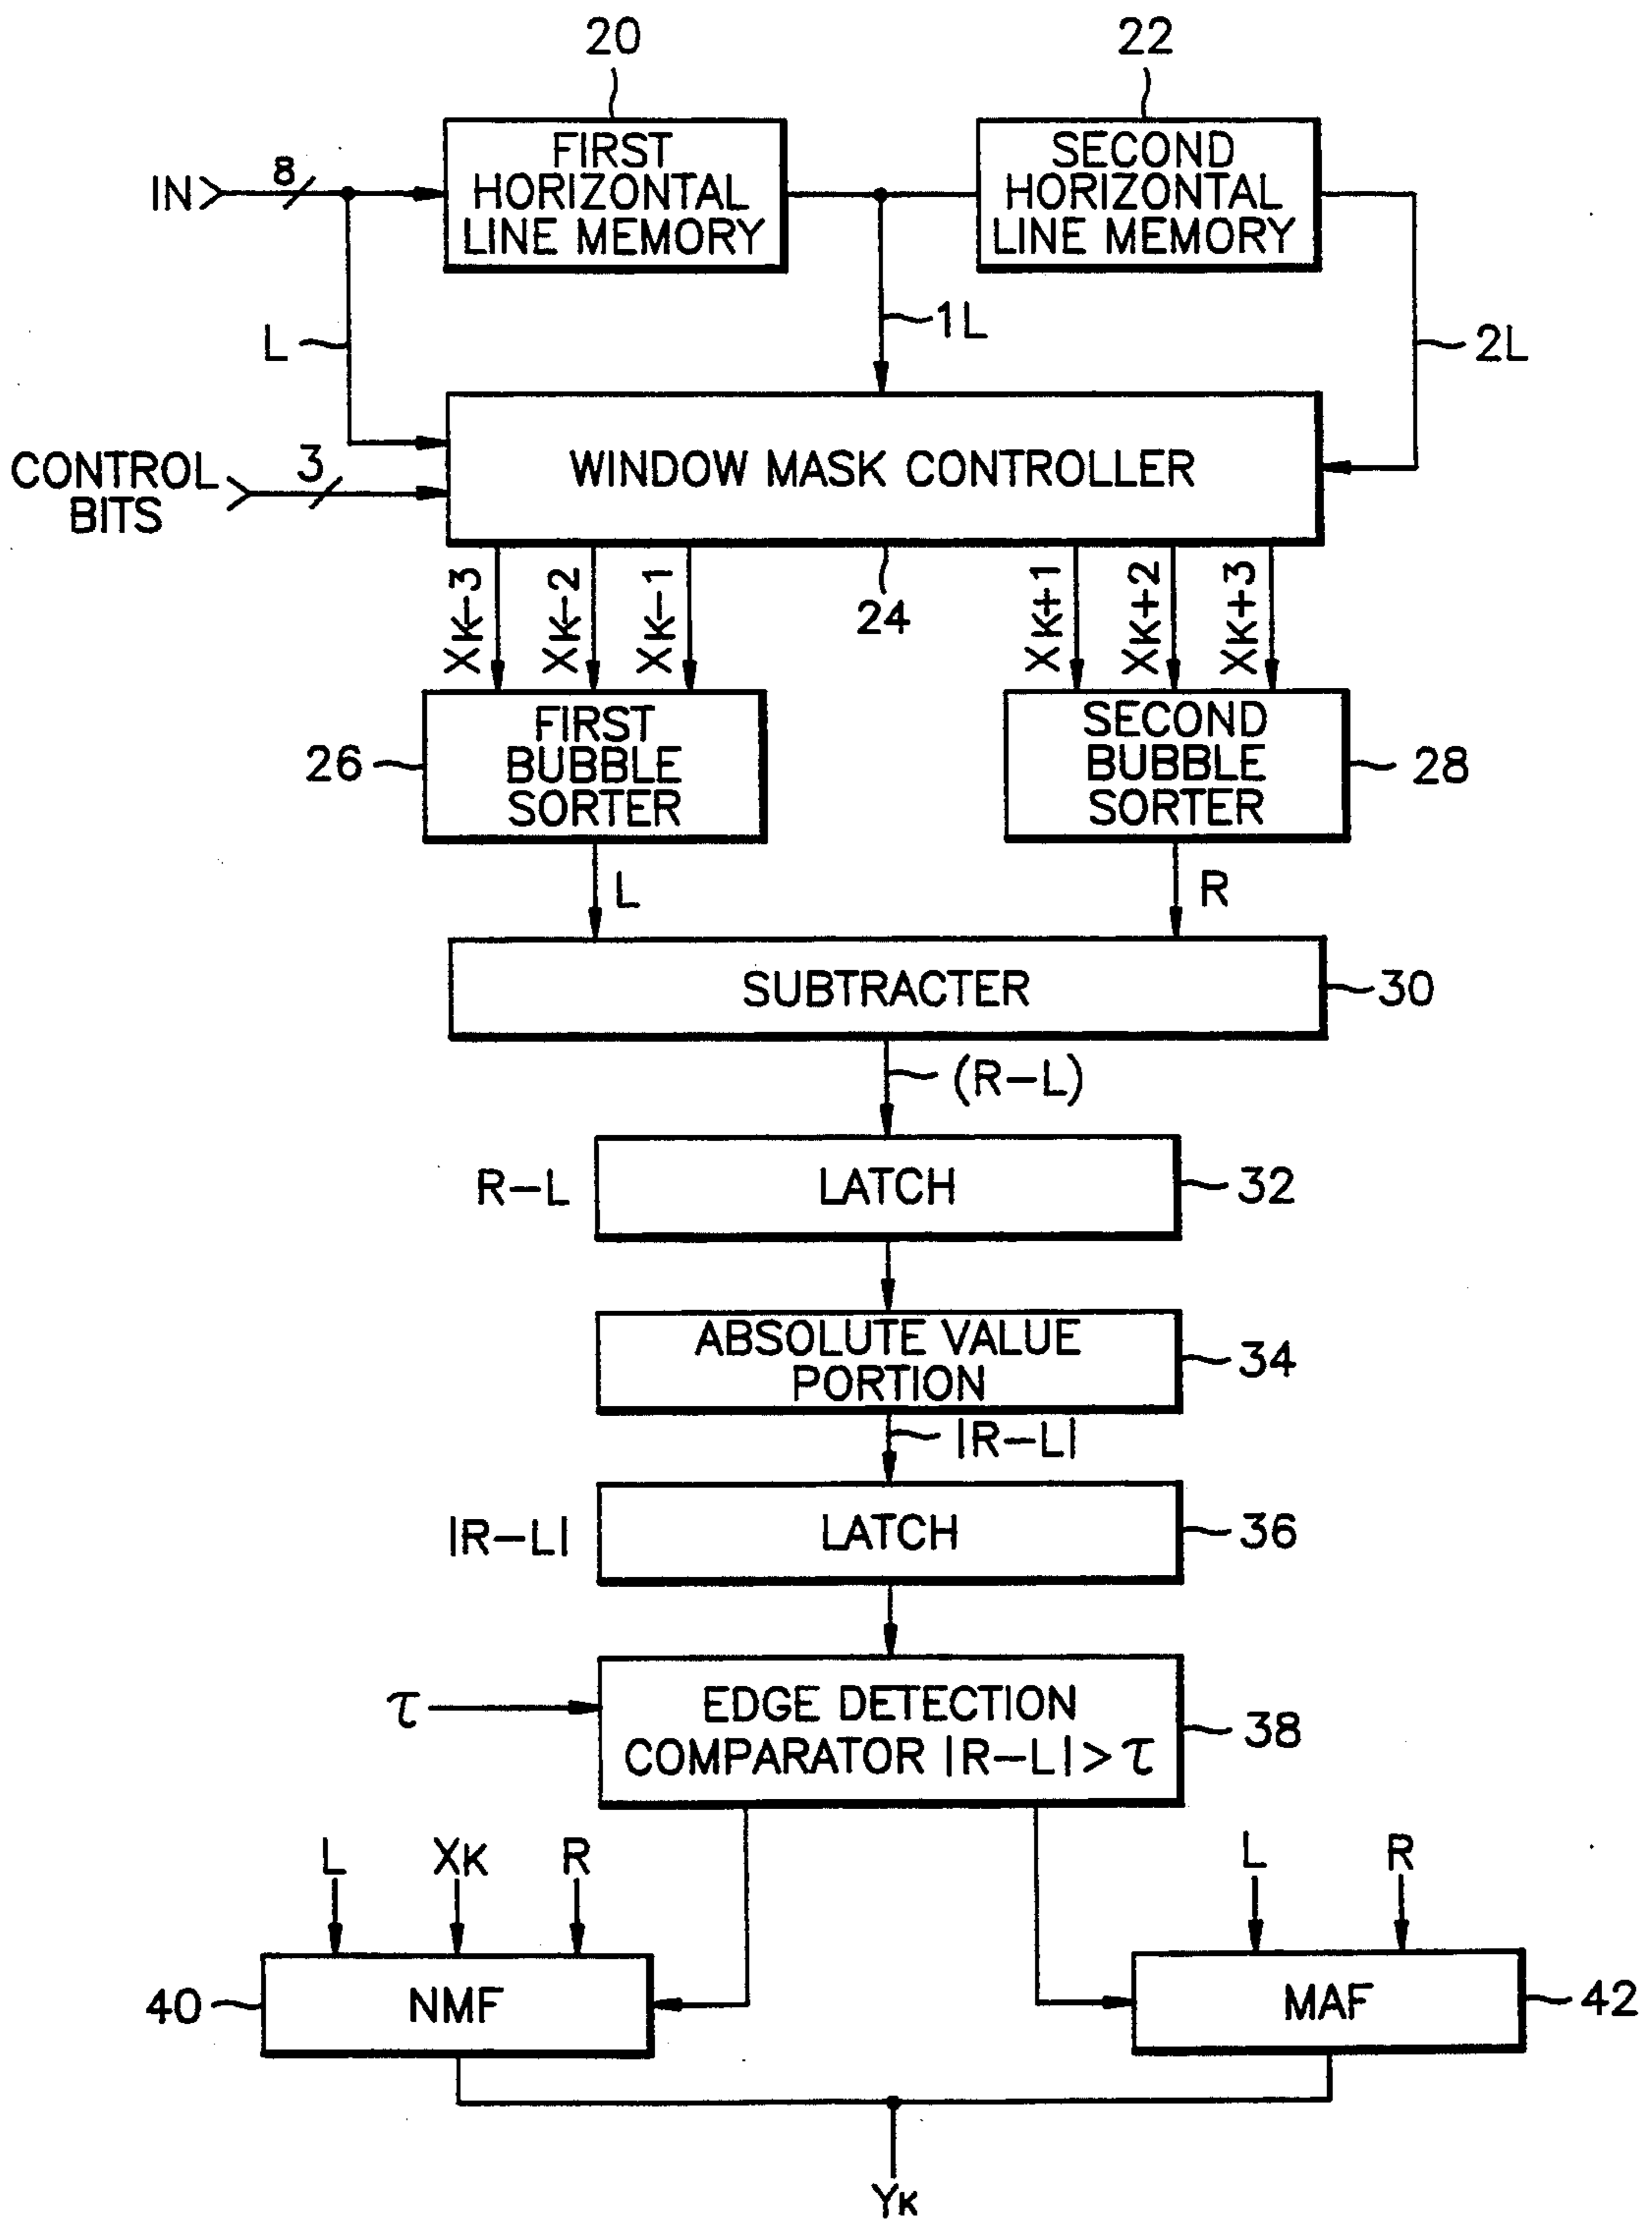 20
22
FIRST
HORIZONTAL
LINE MEMORY
SECOND
HORIZONTAL
LINE MEMORY
IN
8
L
1L
2L
CONTROL
BITS
3
WINDOW MASK CONTROLLER
24
XK-3
XK-2
XK-1
XK+1
XK+2
XK+3
26
FIRST
BUBBLE
SORTER
SECOND
BUBBLE
SORTER
28
L
R
SUBTRACTER
30
(R-L)
R-L
LATCH
32
ABSOLUTE VALUE
PORTION
34
|R-L|
|R-L|
LATCH
36
τ
EDGE DETECTION
COMPARATOR |R-L| > τ
38
L
XK
R
L
R
40
NMF
MAF
42
YK